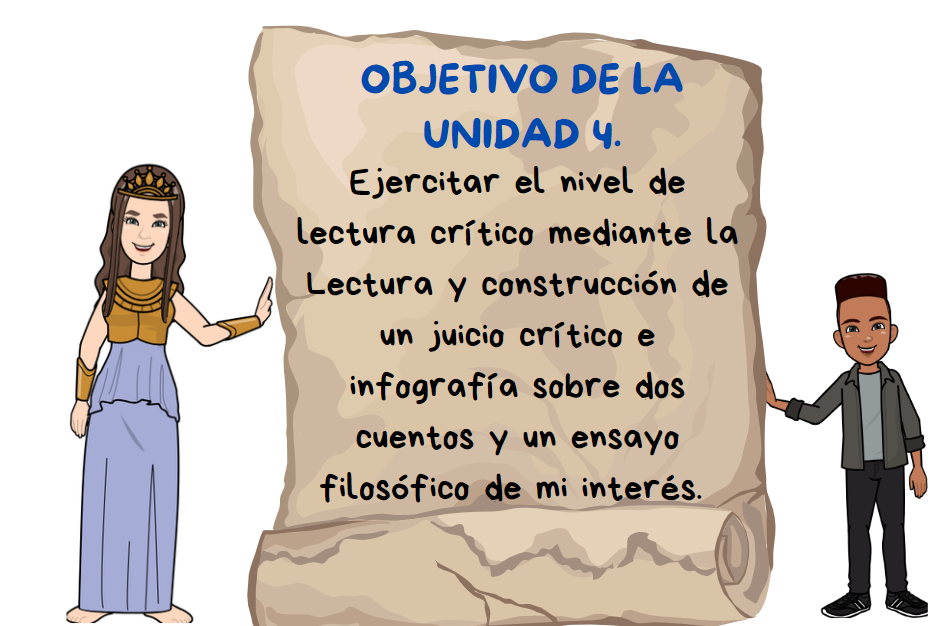 OBJETIVO DE LA
UNIDAD 4.
Ejercitar el nivel de
lectura crítico mediante la
Lectura y construcción de
un juicio crítico e
infografía sobre dos
cuentos y un ensayo
filosófico de mi interés.